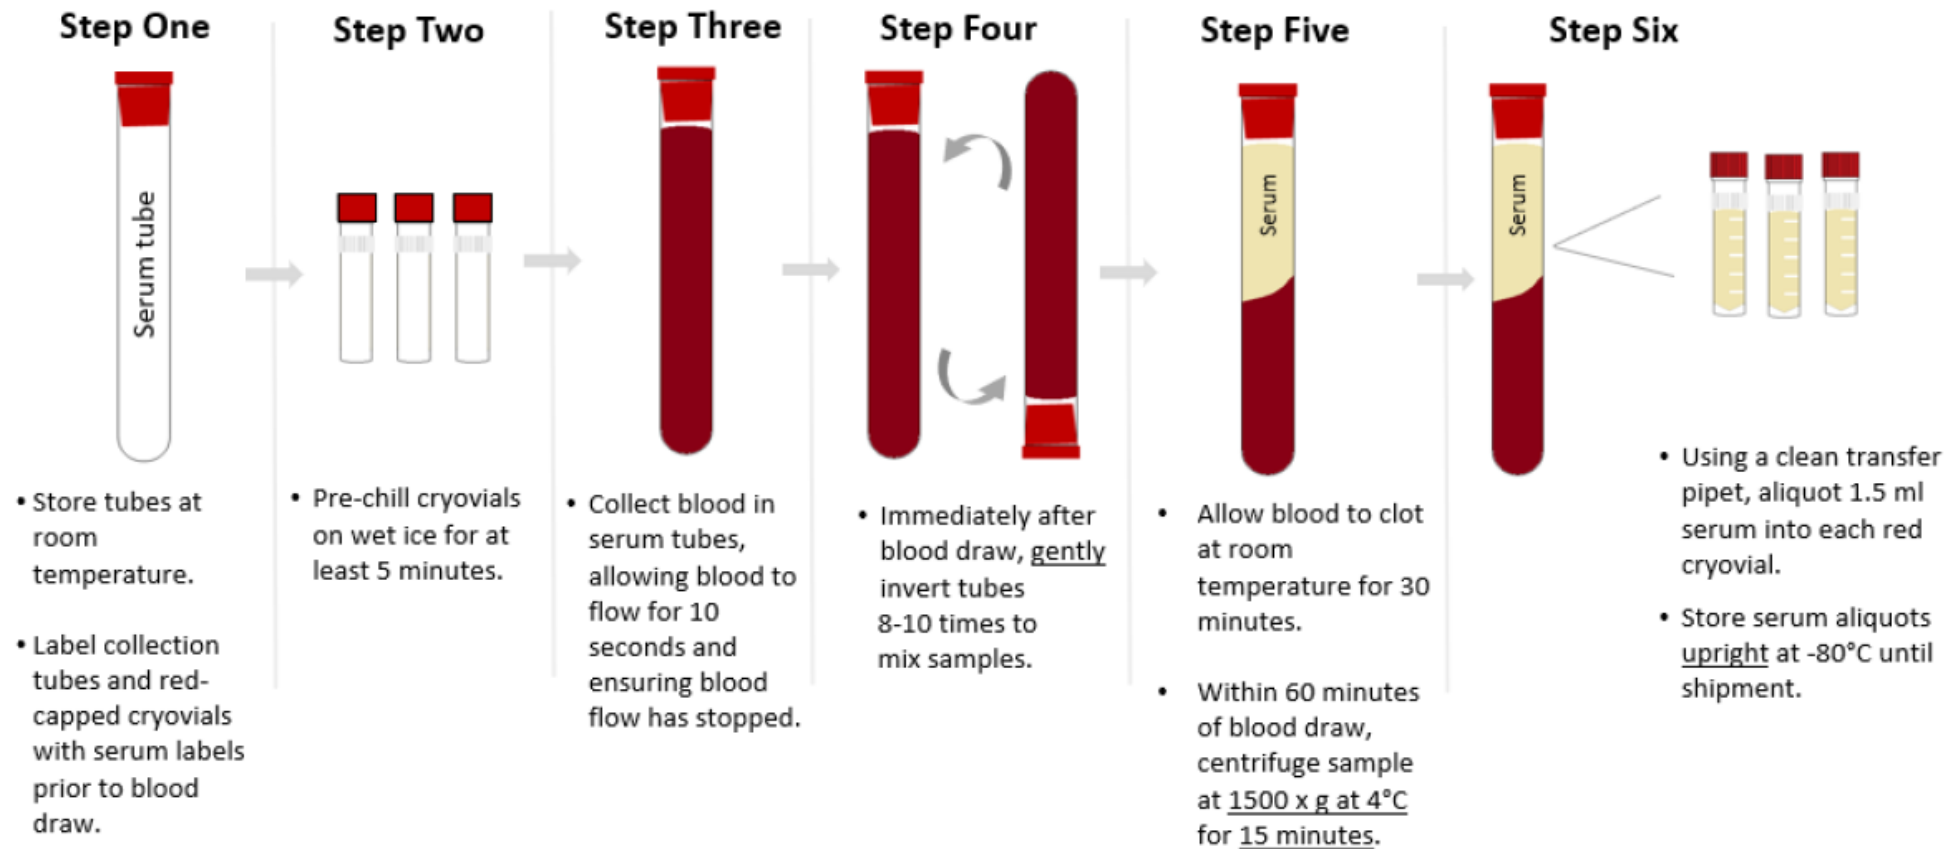 Step One
Serum tube
• Store tubes at
room
temperature.
• Label collection
tubes and red-
capped cryovials
with serum labels
prior to blood
draw.
Step Two
• Pre-chill cryovials
on wet ice for at
least 5 minutes.
Step Three
• Collect blood in
serum tubes,
allowing blood to
flow for 10
seconds and
ensuring blood
flow has stopped.
Step Four
• Immediately after
blood draw, gently
invert tubes
8-10 times to
mix samples.
Step Five
Serum
• Allow blood to clot
at room
temperature for 30
minutes.
• Within 60 minutes
of blood draw,
centrifuge sample
at 1500 x g at 4°C
for 15 minutes.
Step Six
Serum
• Using a clean transfer
pipet, aliquot 1.5 ml
serum into each red
cryovial.
• Store serum aliquots
upright at -80°C until
shipment.